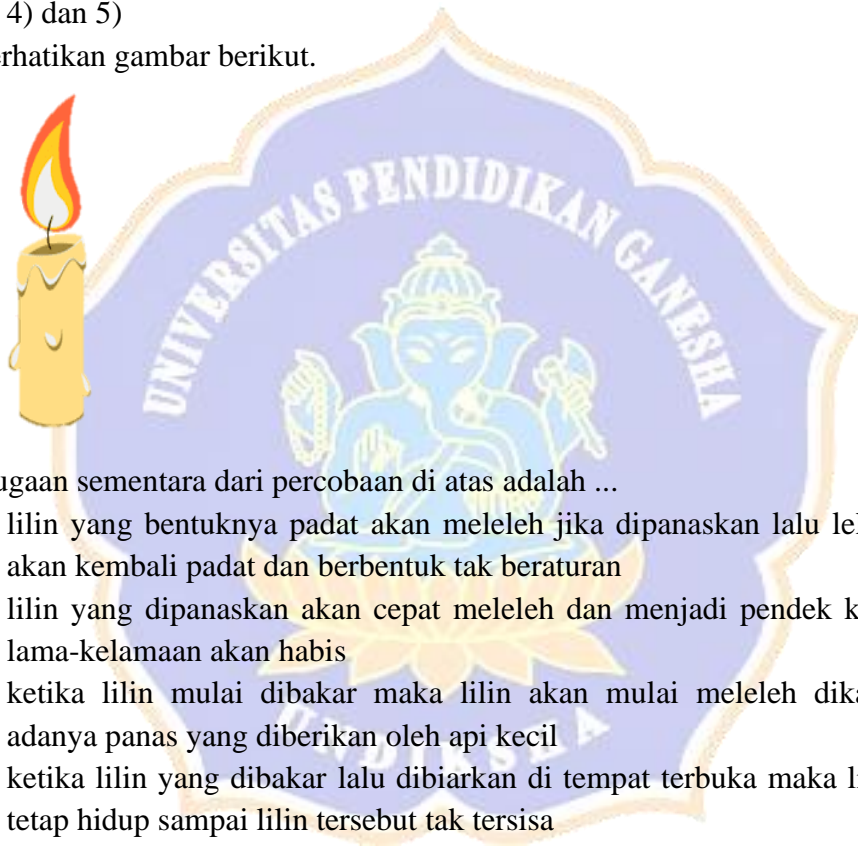 4) dan 5)
erhatikan gambar berikut.
UNIVERSITAS PENDIDIKAN GANESHA
ugaan sementara dari percobaan di atas adalah ...
lilin yang bentuknya padat akan meleleh jika dipanaskan lalu
akan kembali padat dan berbentuk tak beraturan
lilin yang dipanaskan akan cepat meleleh dan menjadi pendek
lama-kelamaan akan habis
ketika lilin mulai dibakar maka lilin akan mulai meleleh
adanya panas yang diberikan oleh api kecil
ketika lilin yang dibakar lalu dibiarkan di tempat terbuka maka
tetap hidup sampai lilin tersebut tak tersisa
UNDIKSHA